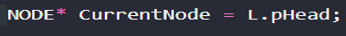 NODE* CurrentNode = L.pHead;